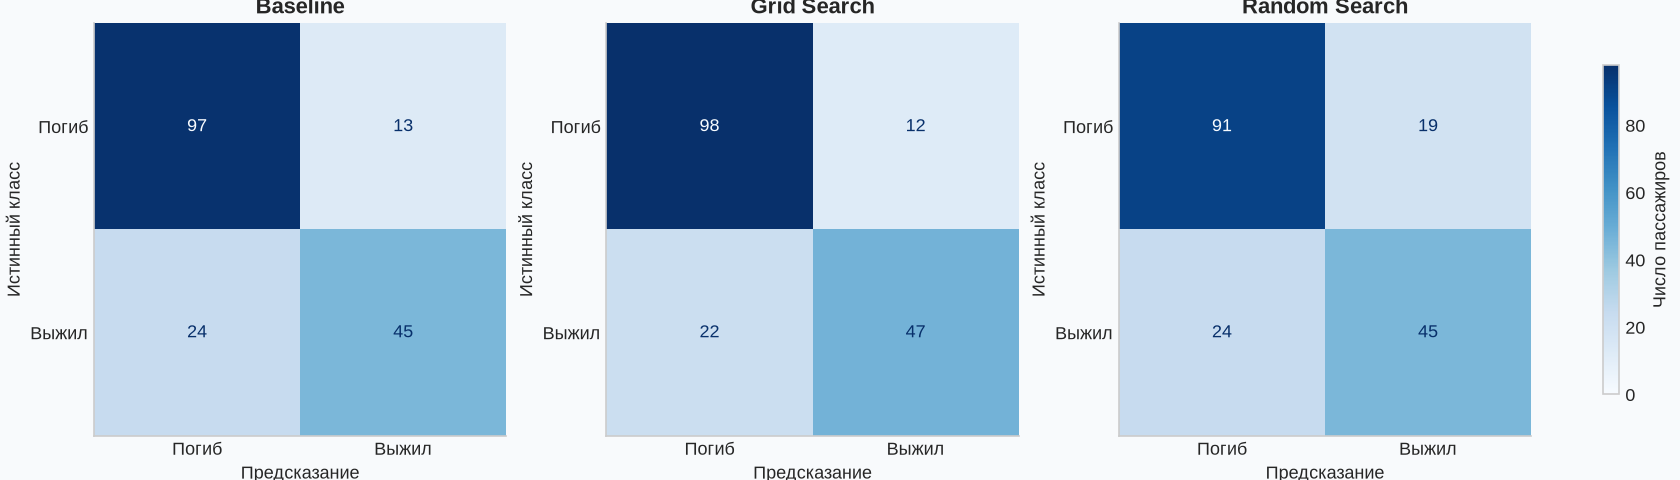 Baseline
Grid Search
Random Search
Истинный класс
Погиб
97
13
Выжил
24
45
Погиб
Выжил
Предсказание
Истинный класс
Погиб
98
12
Выжил
22
47
Погиб
Выжил
Предсказание
Истинный класс
Погиб
91
19
Выжил
24
45
Погиб
Выжил
Предсказание
80
60
40
20
0
Число пассажиров